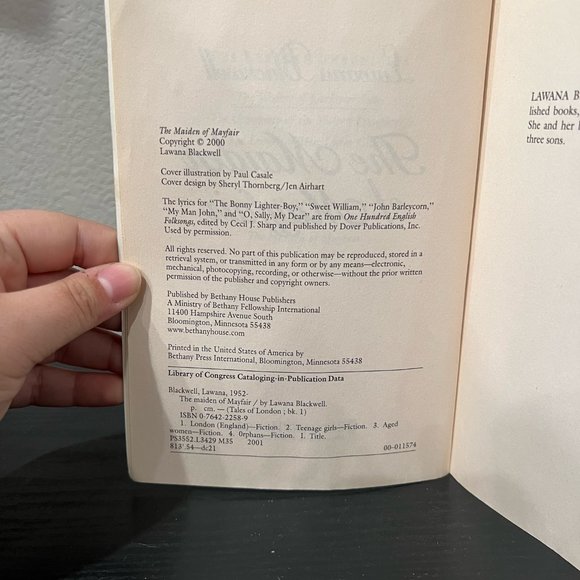 The Maiden of Mayfair
Copyright © 2000
Lawana Blackwell
Cover illustration by Paul Casale
Cover design by Sheryl Thornberg/Jen Airhart
The lyrics for "The Bonny Lighter-Boy," "Sweet William," "John Barleycorn,"
"My Man John," and "O, Sally, My Dear" are from One Hundred English
Folksongs, edited by Cecil J. Sharp and published by Dover Publications, Inc.
Used by permission.
All rights reserved. No part of this publication may be reproduced, stored in a
retrieval system, or transmitted in any form or by any means—electronic,
mechanical, photocopying, recording, or otherwise—without the prior written
permission of the publisher and copyright owners.
Published by Bethany House Publishers
A Ministry of Bethany Fellowship International
11400 Hampshire Avenue South
Bloomington, Minnesota 55438
www.bethanyhouse.com
Printed in the United States of America by
Bethany Press International, Bloomington, Minnesota 55438
Library of Congress Cataloging-in-Publication Data
Blackwell, Lawana, 1952-
The maiden of Mayfair / by Lawana Blackwell.
p. cm. — (Tales of London ; bk. 1)
ISBN 0-7642-2258-9
1. London (England)—Fiction. 2. Teenage girls—Fiction. 3. Aged
women—Fiction. 4. Orphans—Fiction. 1. Title.
PS3552.L3429 M35 2001
813'.54—dc21 00-011574
LAWANA B
lished books,
She and her
three sons.